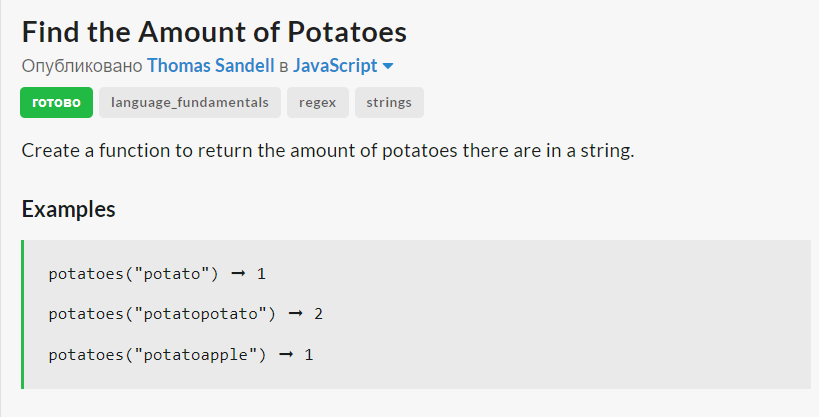 Find the Amount of Potatoes
Опубликовано Thomas Sandell в JavaScript
готово language_fundamentals regex strings
Create a function to return the amount of potatoes there are in a string.
Examples
potatoes("potato") ➞ 1
potatoes("potatopotato") ➞ 2
potatoes("potatoapple") ➞ 1